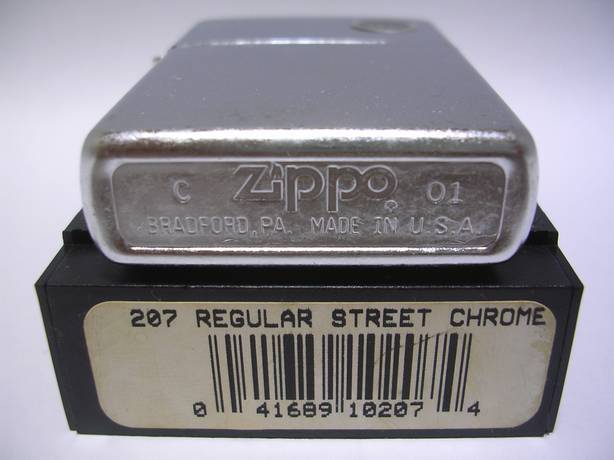 C Zippo 01
BRADFORD, PA. MADE IN U.S.A
207 REGULAR STREET CHROME
0 41689 10207 4